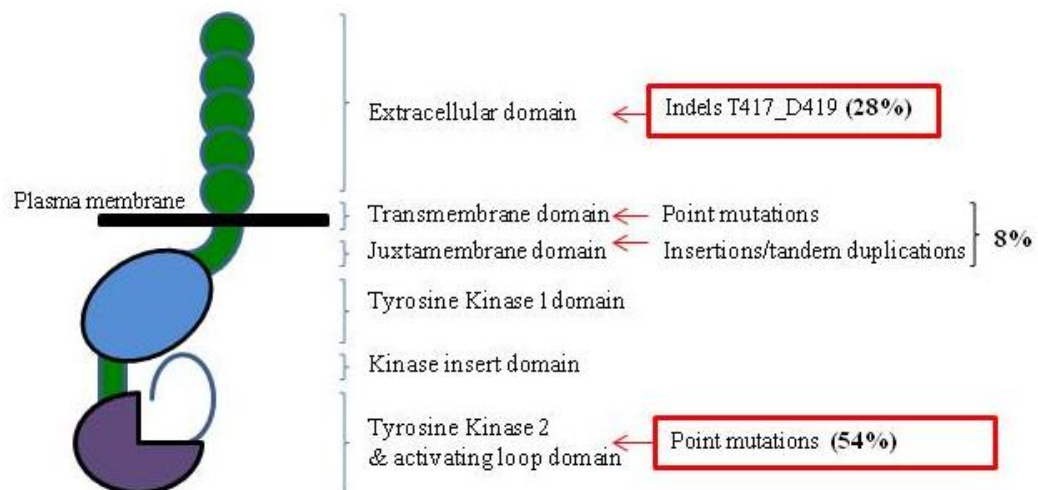 Extracellular domain
Indels T417_D419 (28%)
Plasma membrane
Transmembrane domain
Point mutations
8%
Juxtamembrane domain
Insertions/tandem duplications
Tyrosine Kinase 1 domain
Kinase insert domain
Tyrosine Kinase 2
& activating loop domain
Point mutations (54%)